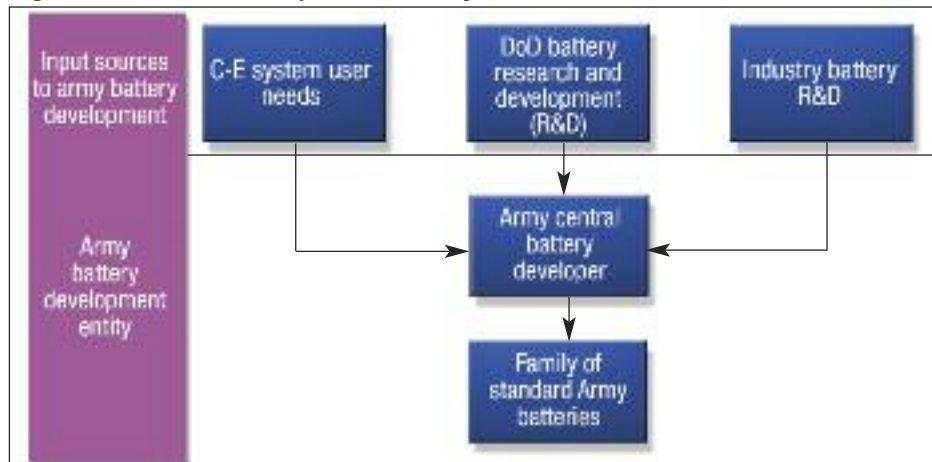 Input sources
to army battery
development
C-E system user
needs
DoD battery
research and
development
(R&D)
Industry battery
R&D
Army
battery
development
entity
Army central
battery
developer
Family of
standard Army
batteries